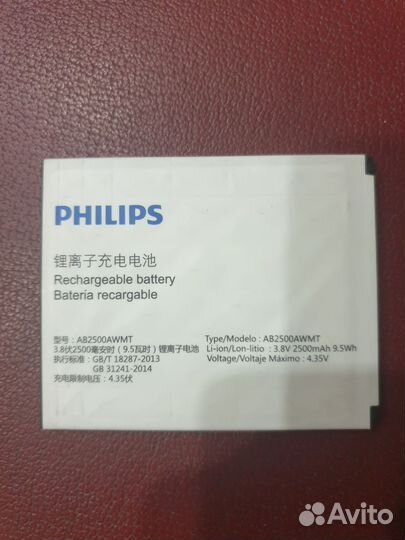 PHILIPS
锂离子充电电池
Rechargeable battery
Batería recargable
型号: AB2500AWMT
3.8伏2500毫安时（9.5瓦时）锂离子电池
执行标准: GB/T 18287-2013
GB 31241-2014
充电限制电压: 4.35伏
Type/Modelo : AB2500AWMT
Li-ion/Lon-litio : 3.8V 2500mAh 9.5Wh
Voltage/Voltaje Máximo : 4.35V
Avito